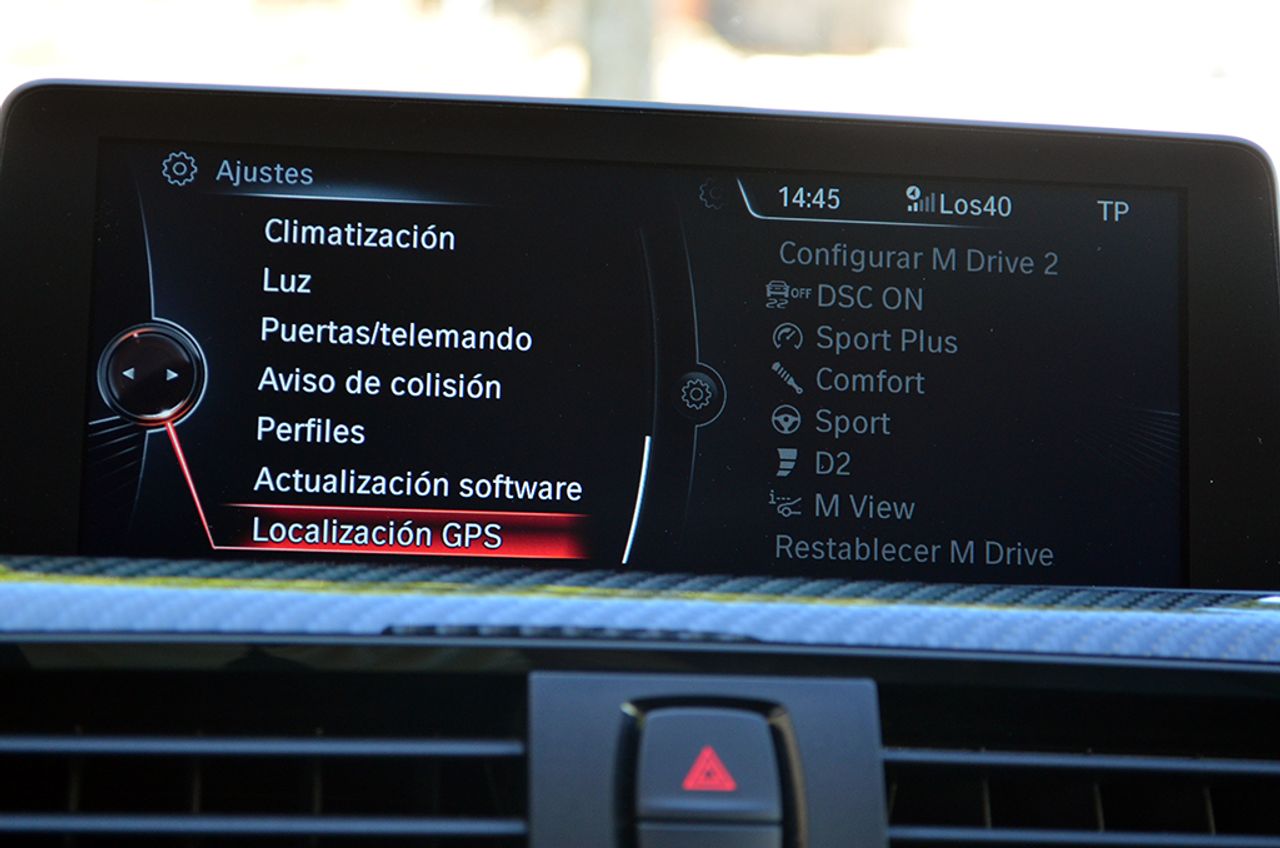 Ajustes
Climatización
Luz
Puertas/telemando
Aviso de colisión
Perfiles
Actualización software
Localización GPS
14:45 Los40 TP
Configurar M Drive 2
OFF DSC ON
Sport Plus
Comfort
Sport
D2
i M View
Restablecer M Drive